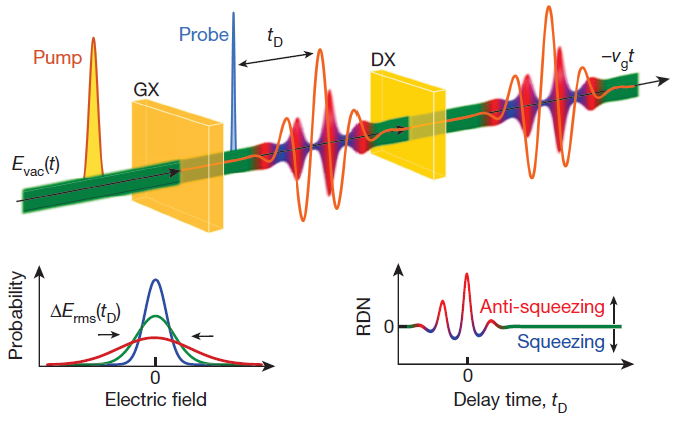 Pump
Probe
t_D
GX
DX
–v_gt
E_vac(t)
Probability
ΔE_rms(t_D)
0
Electric field
RDN
0
Anti-squeezing
Squeezing
0
Delay time, t_D